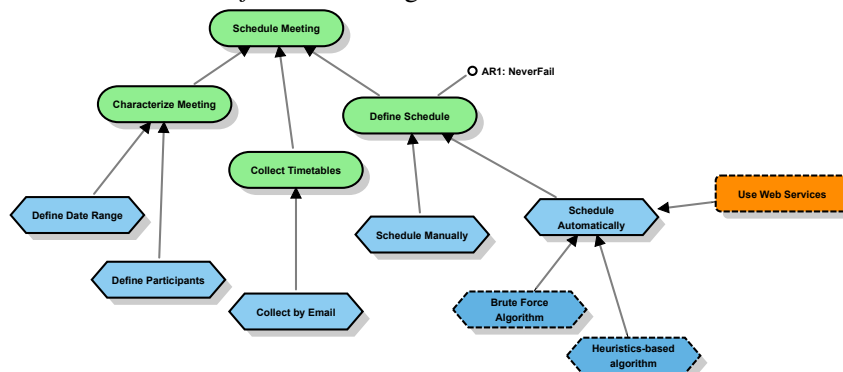 Schedule Meeting
AR1: NeverFail
Characterize Meeting
Define Schedule
Collect Timetables
Use Web Services
Define Date Range
Schedule Manually
Schedule
Automatically
Define Participants
Collect by Email
Brute Force
Algorithm
Heuristics-based
algorithm